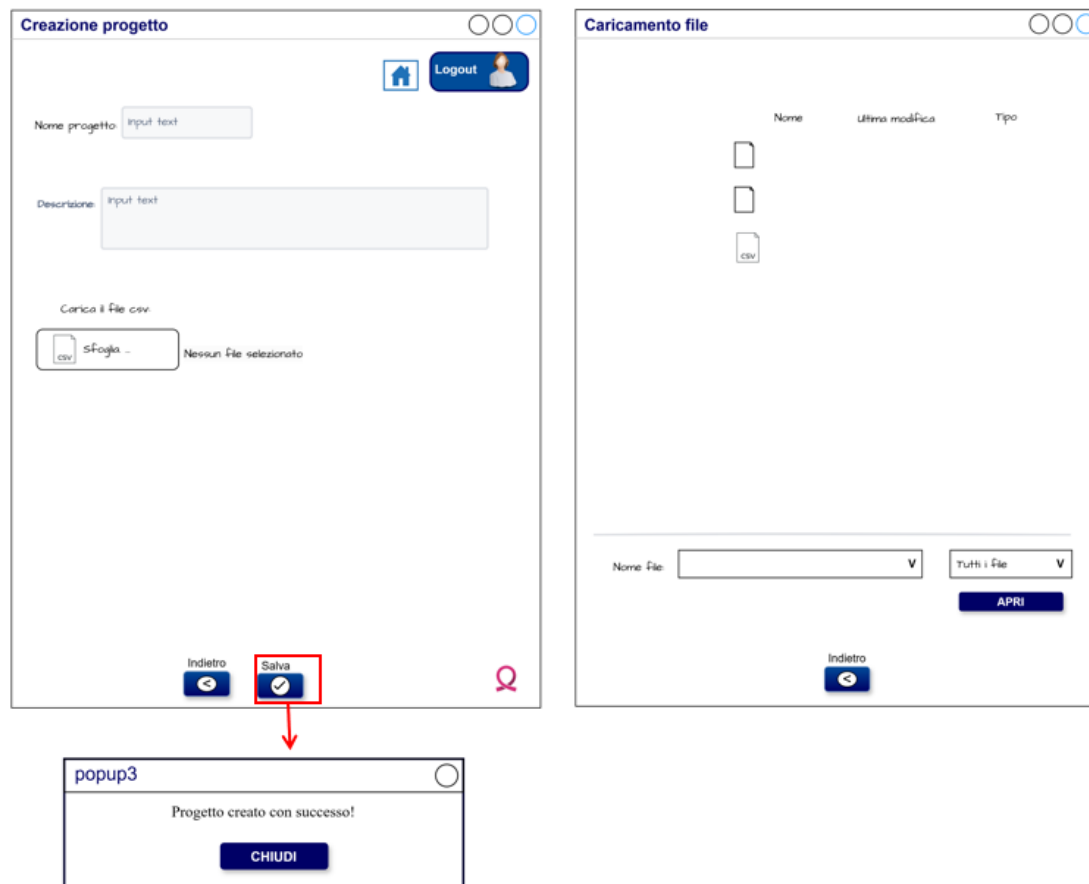 Creazione progetto
Logout
Nome progetto:
input text
Descrizione:
input text
Carica il file csv:
csv
Sfoglia ...
Nessun file selezionato
Indietro
Salva
popup3
Progetto creato con successo!
CHIUDI
Caricamento file
Nome
Ultima modifica
Tipo
csv
Nome file:
V
Tutti i file
V
APRI
Indietro